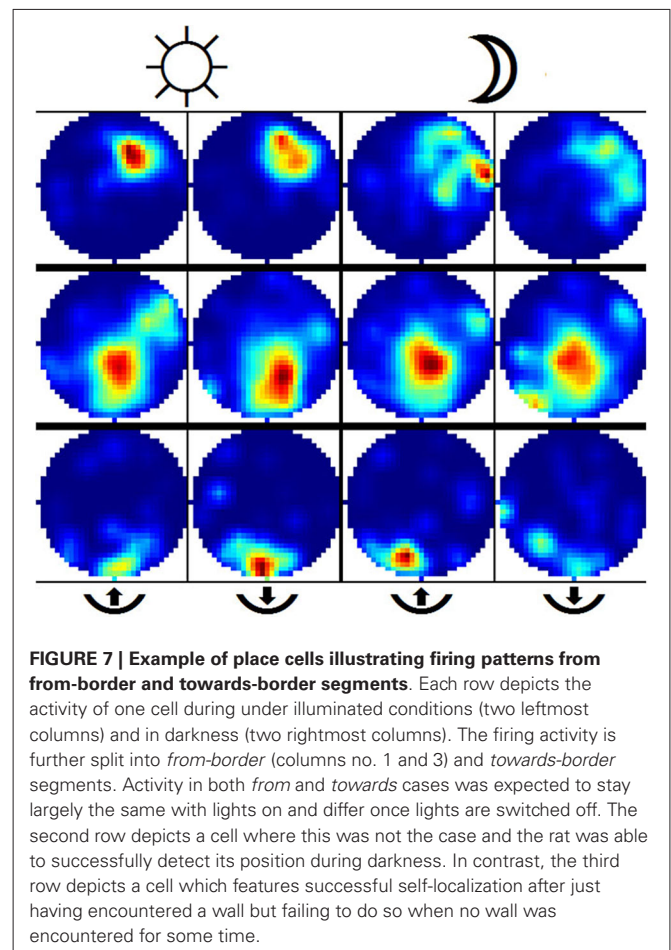 FIGURE 7 | Example of place cells illustrating firing patterns from
from-border and towards-border segments. Each row depicts the
activity of one cell during under illuminated conditions (two leftmost
columns) and in darkness (two rightmost columns). The firing activity is
further split into from-border (columns no. 1 and 3) and towards-border
segments. Activity in both from and towards cases was expected to stay
largely the same with lights on and differ once lights are switched off. The
second row depicts a cell where this was not the case and the rat was able
to successfully detect its position during darkness. In contrast, the third
row depicts a cell which features successful self-localization after just
having encountered a wall but failing to do so when no wall was
encountered for some time.